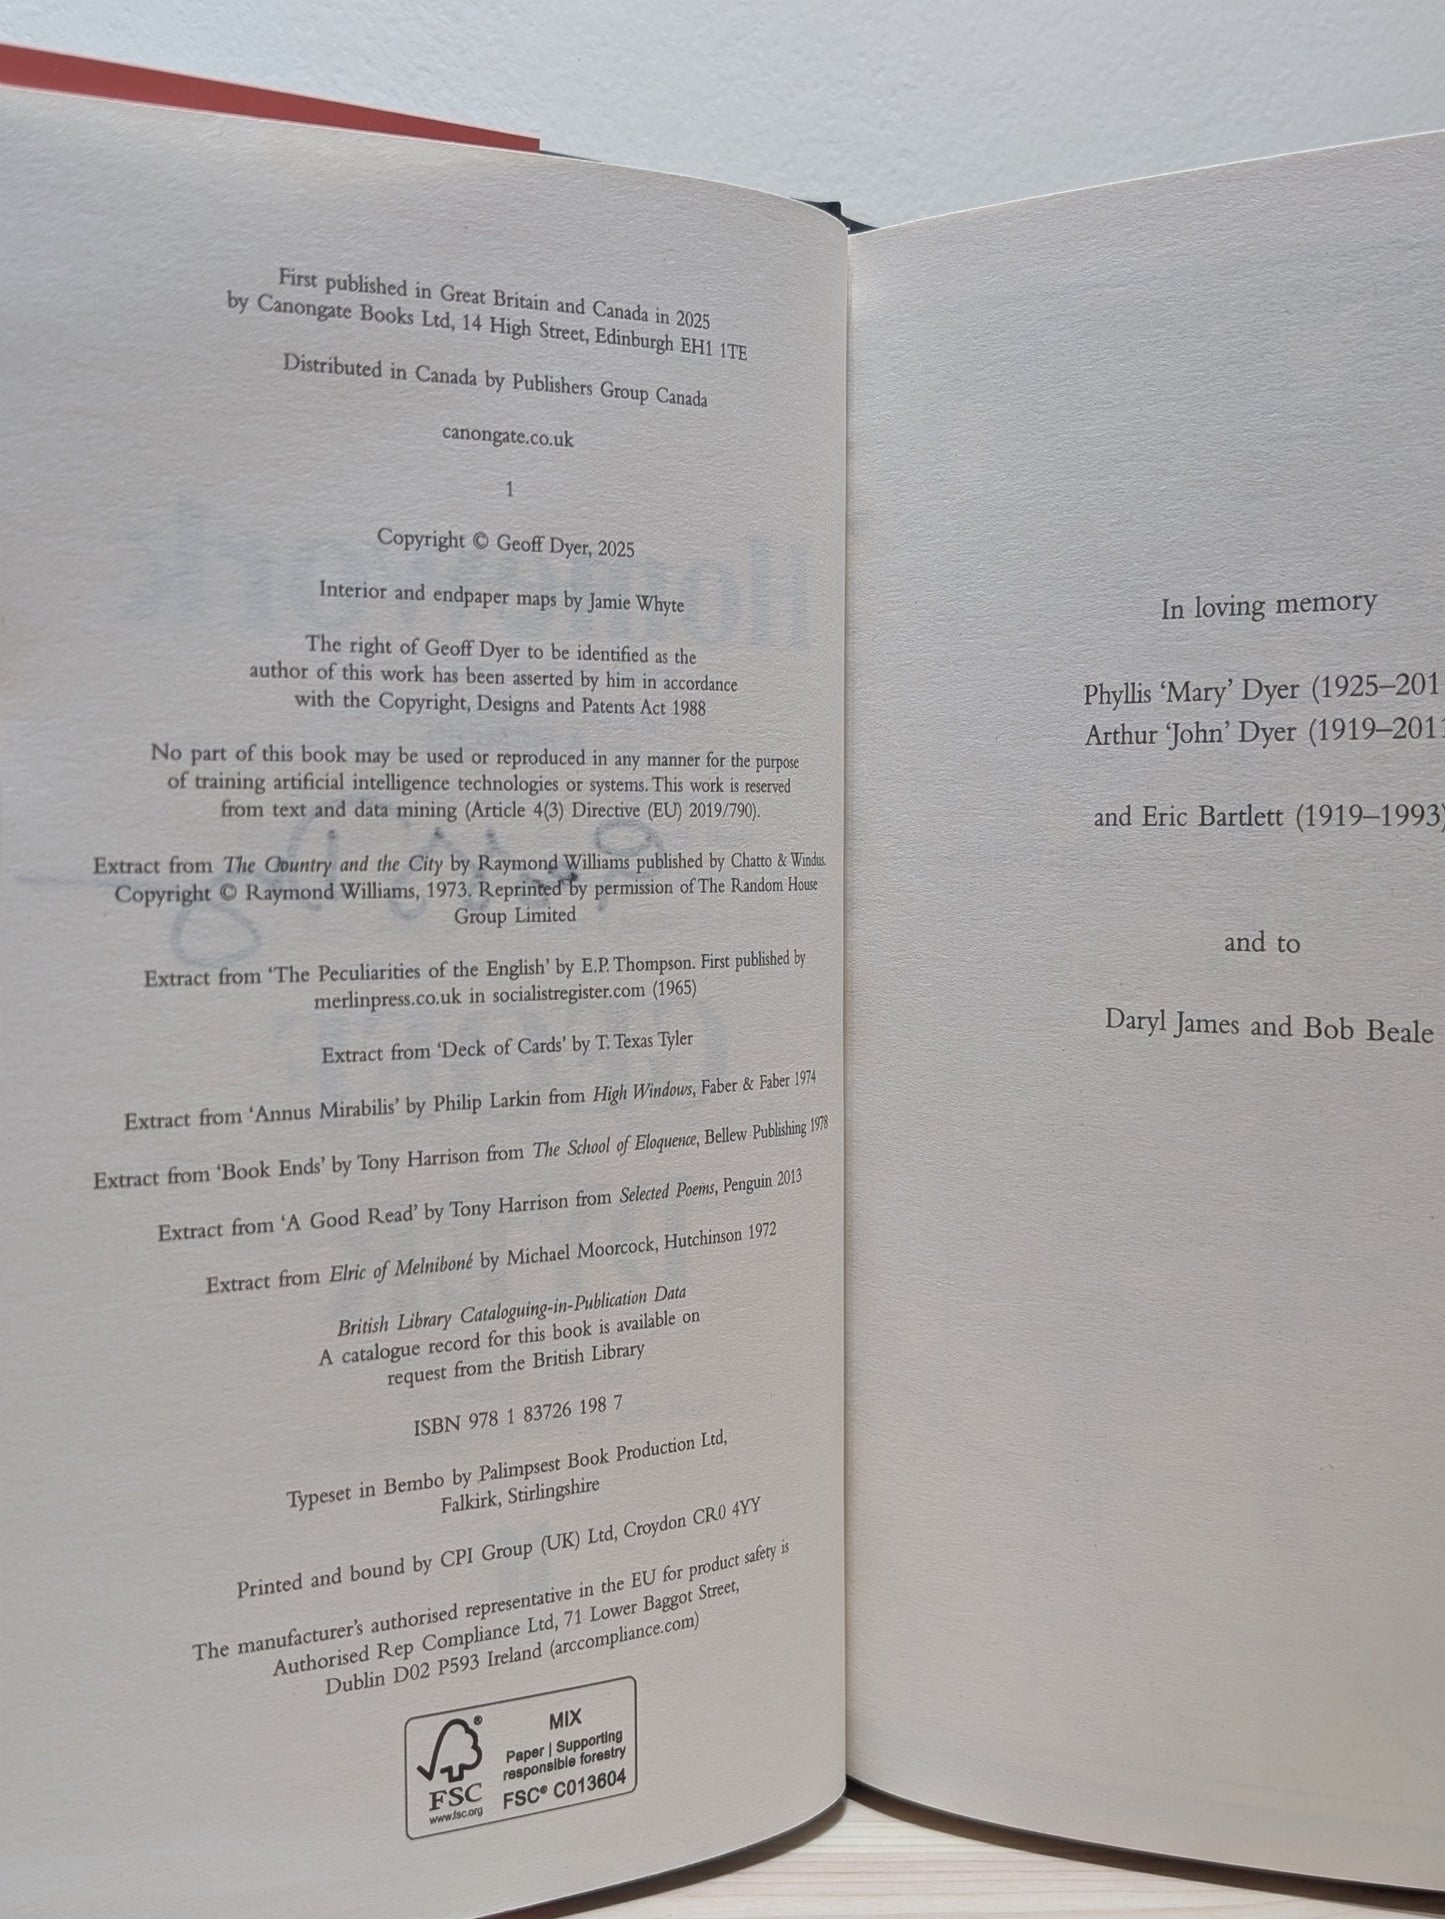 First published in Great Britain and Canada in 2025
by Canongate Books Ltd, 14 High Street, Edinburgh EH1 1TE
Distributed in Canada by Publishers Group Canada
canongate.co.uk
1
Copyright © Geoff Dyer, 2025
Interior and endpaper maps by Jamie Whyte
The right of Geoff Dyer to be identified as the
author of this work has been asserted by him in accordance
with the Copyright, Designs and Patents Act 1988
No part of this book may be used or reproduced in any manner for the purpose
of training artificial intelligence technologies or systems. This work is reserved
from text and data mining (Article 4(3) Directive (EU) 2019/790).
Extract from The Country and the City by Raymond Williams published by Chatto & Windus.
Copyright © Raymond Williams, 1973. Reprinted by permission of The Random House
Group Limited
Extract from ‘The Peculiarities of the English’ by E.P. Thompson. First published by
merlinpress.co.uk in socialistregister.com (1965)
Extract from ‘Deck of Cards’ by T. Texas Tyler
Extract from ‘Annus Mirabilis’ by Philip Larkin from High Windows, Faber & Faber 1974
Extract from ‘Book Ends’ by Tony Harrison from The School of Eloquence, Bellew Publishing 1978
Extract from ‘A Good Read’ by Tony Harrison from Selected Poems, Penguin 2013
Extract from Elric of Melniboné by Michael Moorcock, Hutchinson 1972
British Library Cataloguing-in-Publication Data
A catalogue record for this book is available on
request from the British Library
ISBN 978 1 83726 198 7
Typeset in Bembo by Palimpsest Book Production Ltd,
Falkirk, Stirlingshire
Printed and bound by CPI Group (UK) Ltd, Croydon CR0 4YY
The manufacturer’s authorised representative in the EU for product safety is
Authorised Rep Compliance Ltd, 71 Lower Baggot Street,
Dublin D02 P593 Ireland (arccompliance.com)
MIX
Paper | Supporting
responsible forestry
FSC® C013604
FSC
www.fsc.org
In loving memory
Phyllis ‘Mary’ Dyer (1925–201
Arthur ‘John’ Dyer (1919–2011
and Eric Bartlett (1919–1993)
and to
Daryl James and Bob Beale